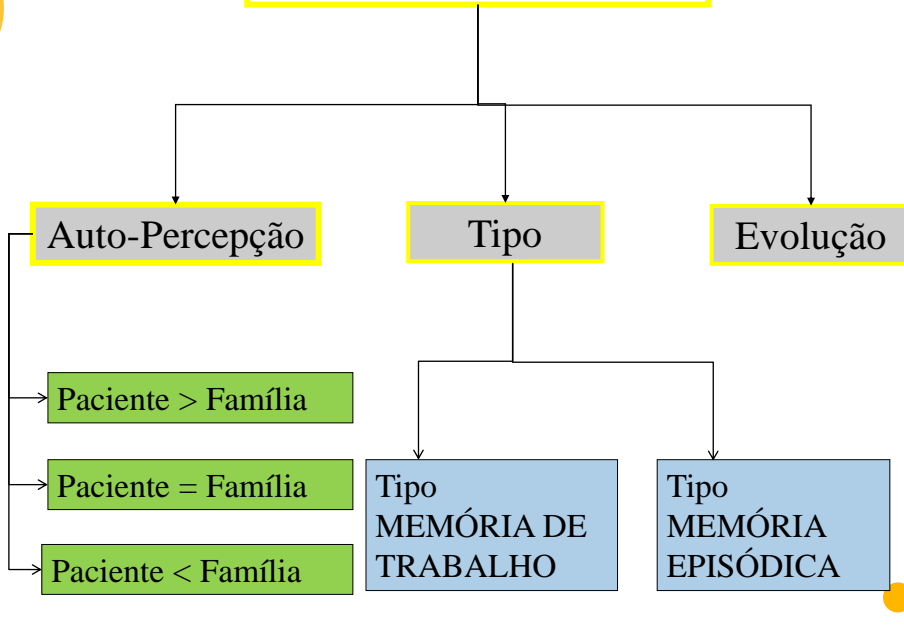 Auto-Percepção
Tipo
Evolução
Paciente > Família
Paciente = Família
Paciente < Família
Tipo
MEMÓRIA DE
TRABALHO
Tipo
MEMÓRIA
EPISÓDICA